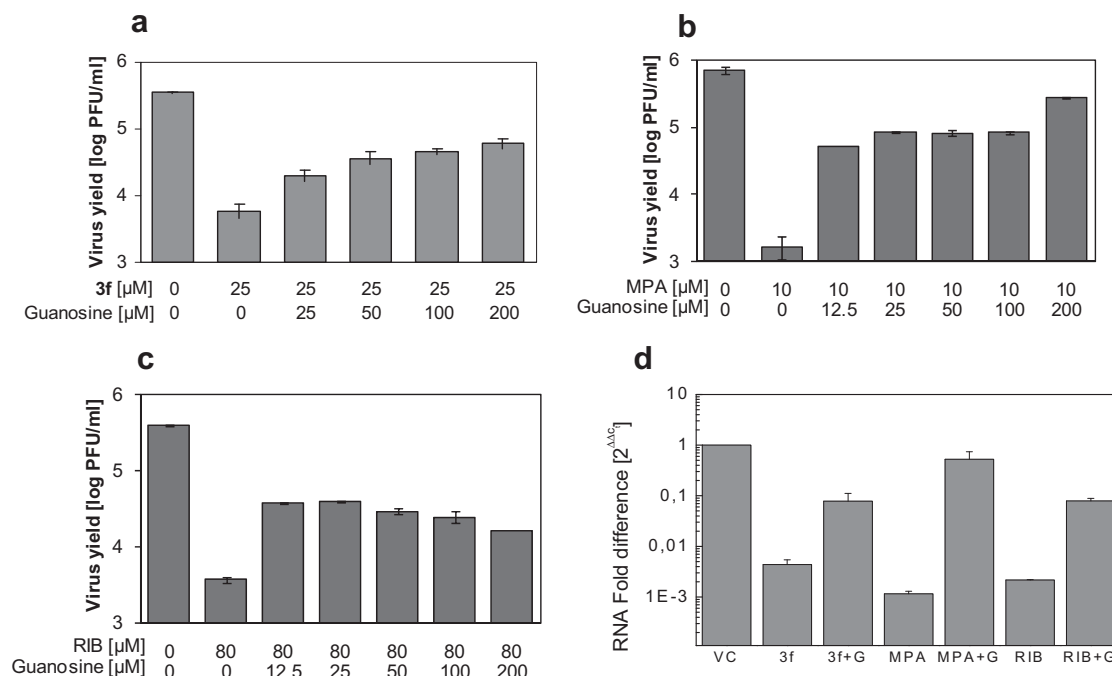 a
Virus yield [log PFU/ml]
6
5
4
3
3f [µM] 0 25 25 25 25 25
Guanosine [µM] 0 0 25 50 100 200
b
Virus yield [log PFU/ml]
6
5
4
3
MPA [µM] 0 10 10 10 10 10 10
Guanosine [µM] 0 0 12.5 25 50 100 200
c
Virus yield [log PFU/ml]
6
5
4
3
RIB [µM] 0 80 80 80 80 80 80
Guanosine [µM] 0 0 12.5 25 50 100 200
d
RNA Fold difference [2^ΔΔct]
10
1
0,1
0,01
1E-3
VC 3f 3f+G MPA MPA+G RIB RIB+G